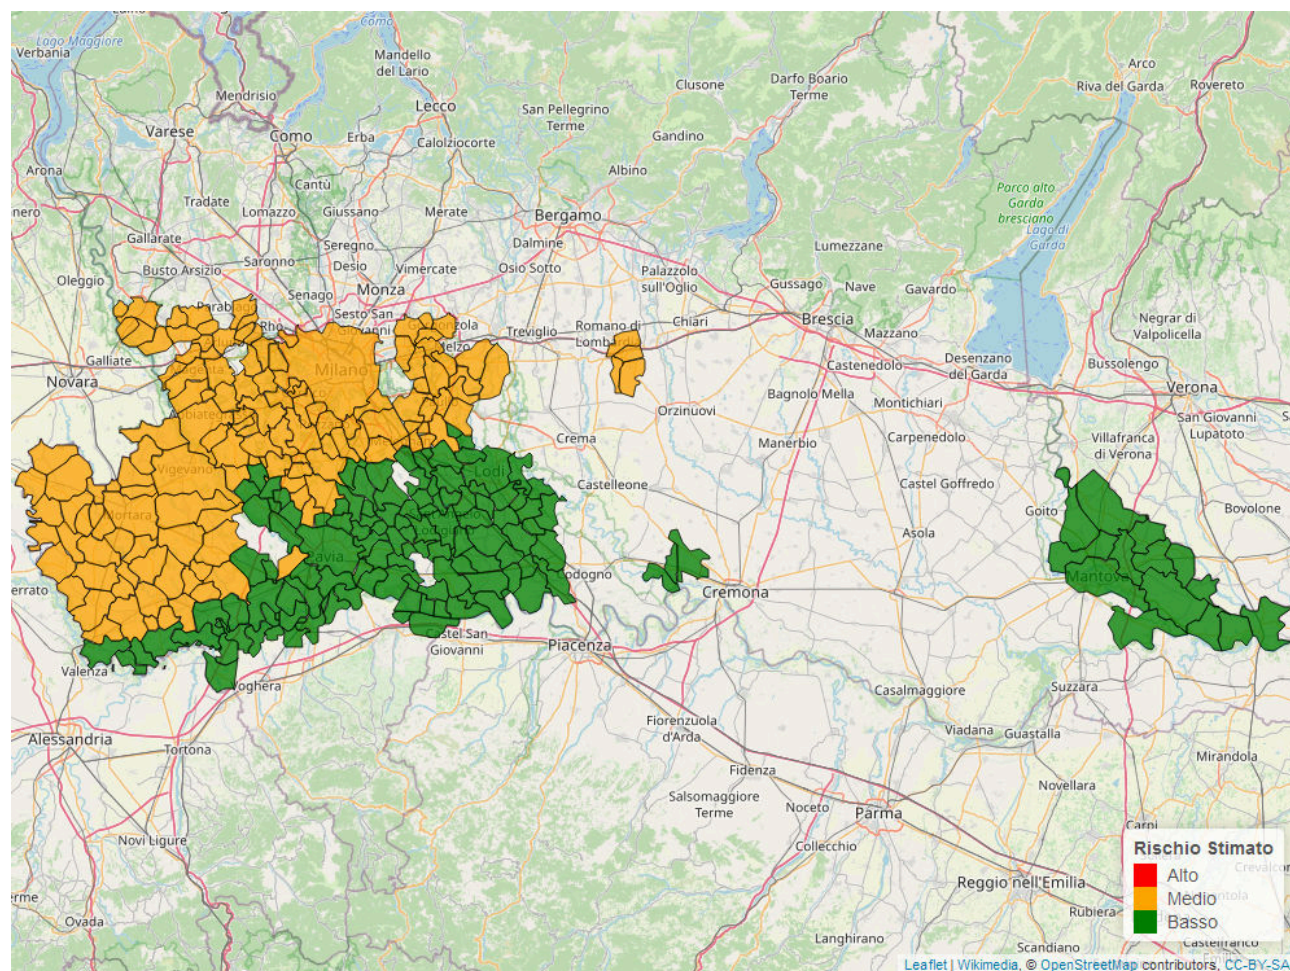 Como
Lago Maggiore
Verbania
Mandello
del Lario
Clusone
Darfo Boario
Terme
Arco
Riva del Garda
Rovereto
Mendrisio
Lecco
San Pellegrino
Terme
Varese
Como
Erba
Calolziocorte
Gandino
Arona
Albino
Cantù
Parco alto
Garda
bresciano
Tradate
Lomazzo
Giussano
Merate
Bergamo
Lago di
Garda
Gallarate
Seregno
Dalmine
Lumezzane
Busto Arsizio
Saronno
Desio
Vimercate
Osio Sotto
Palazzolo
sull'Oglio
Oleggio
Senago
Monza
Gussago
Nave
Gavardo
Sesto San
Giovanni
Rho
Treviglio
Romano di
Chiari
Brescia
Mazzano
Negrar di
Valpolicella
Melzo
Galliate
Magenta
Milano
Castenedolo
Desenzano
del Garda
Bussolengo
Novara
Verona
Bagnolo Mella
Montichiari
Orzinuovi
San Giovanni
Lupatoto
Crema
Manerbio
Carpenedolo
Villafranca
di Verona
Vigevano
Lodi
Castelleone
Castel Goffredo
Mortara
Goito
Bovolone
Asola
Pavia
Codogno
Mantova
Cremona
Piacenza
Giovanni
Valenza
Voghera
Casalmaggiore
Suzzara
Fiorenzuola
d'Arda
Viadana
Guastalla
Alessandria
Tortona
Mirandola
Fidenza
Novellara
Salsomaggiore
Terme
Noceto
Parma
Carpi
Novi Ligure
Collecchio
Rischio Stimato
Alto
Medio
Basso
Reggio nell'Emilia
Rubiera
Ovada
Langhirano
Scandiano
Castelfranco
Leaflet | Wikimedia, © OpenStreetMap contributors, CC-BY-SA